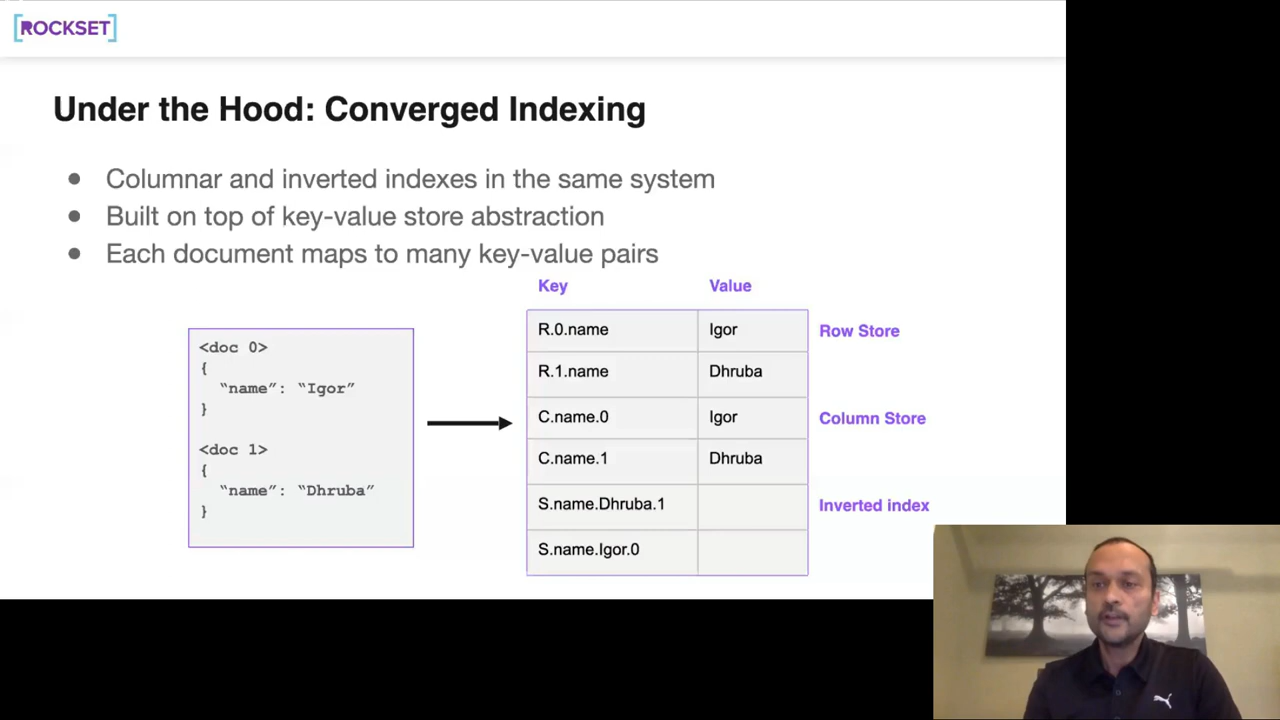 [ROCKSET]
Under the Hood: Converged Indexing
● Columnar and inverted indexes in the same system
● Built on top of key-value store abstraction
● Each document maps to many key-value pairs
Key Value
<doc 0>
{
“name”: “Igor”
}
<doc 1>
{
“name”: “Dhruba”
}
R.0.name Igor Row Store
R.1.name Dhruba
C.name.0 Igor Column Store
C.name.1 Dhruba
S.name.Dhruba.1 Inverted index
S.name.Igor.0